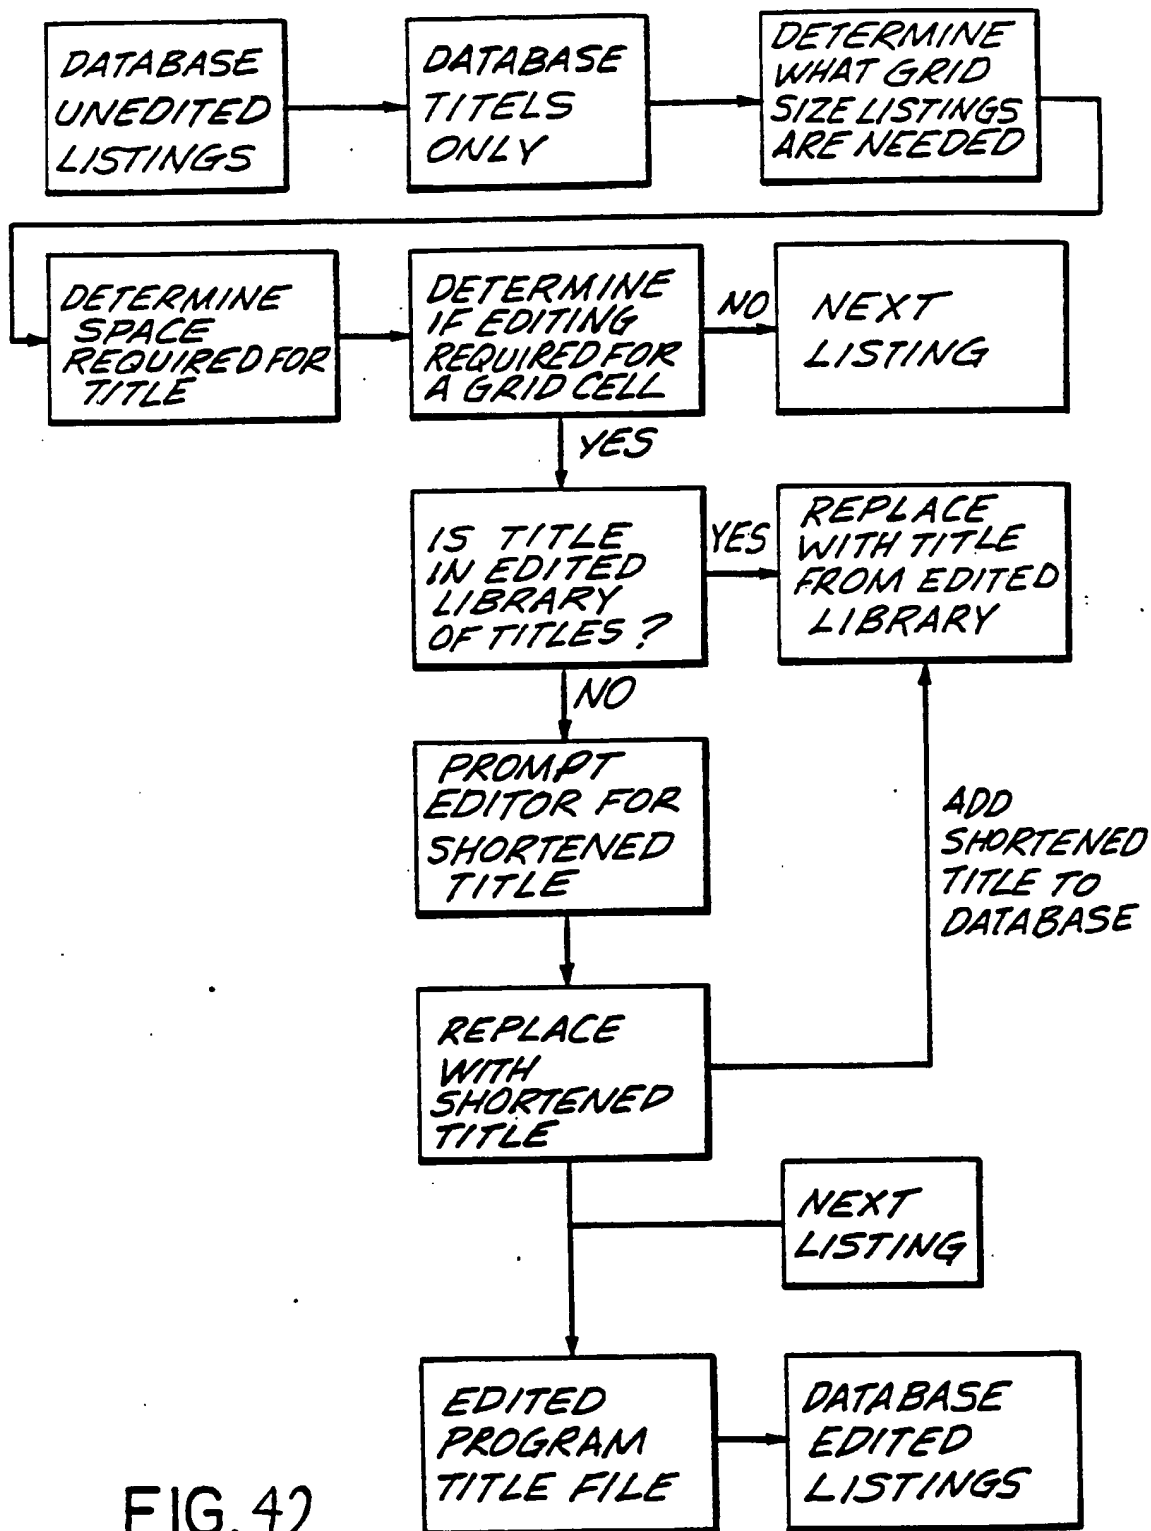 DATABASE
UNEDITED
LISTINGS
DATABASE
TITELS
ONLY
DETERMINE
WHAT GRID
SIZE LISTINGS
ARE NEEDED
DETERMINE
SPACE
REQUIRED FOR
TITLE
DETERMINE
IF EDITING
REQUIRED FOR
A GRID CELL
NO
NEXT
LISTING
YES
IS TITLE
IN EDITED
LIBRARY
OF TITLES?
YES
REPLACE
WITH TITLE
FROM EDITED
LIBRARY
NO
PROMPT
EDITOR FOR
SHORTENED
TITLE
ADD
SHORTENED
TITLE TO
DATABASE
REPLACE
WITH
SHORTENED
TITLE
NEXT
LISTING
EDITED
PROGRAM
TITLE FILE
DATABASE
EDITED
LISTINGS
FIG. 42